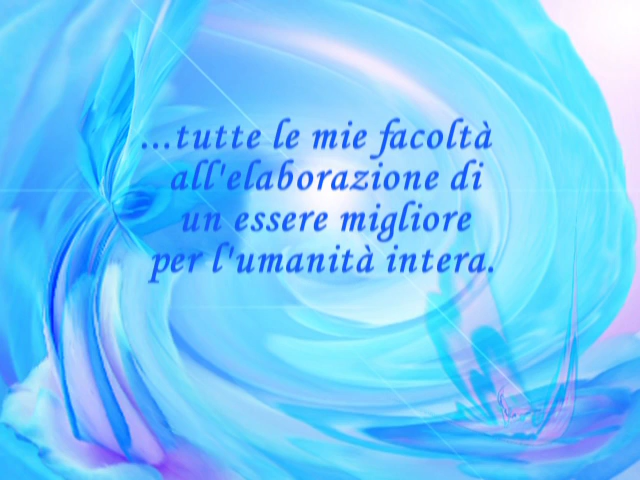 ...tutte le mie facoltà
all'elaborazione di
un essere migliore
per l'umanità intera.